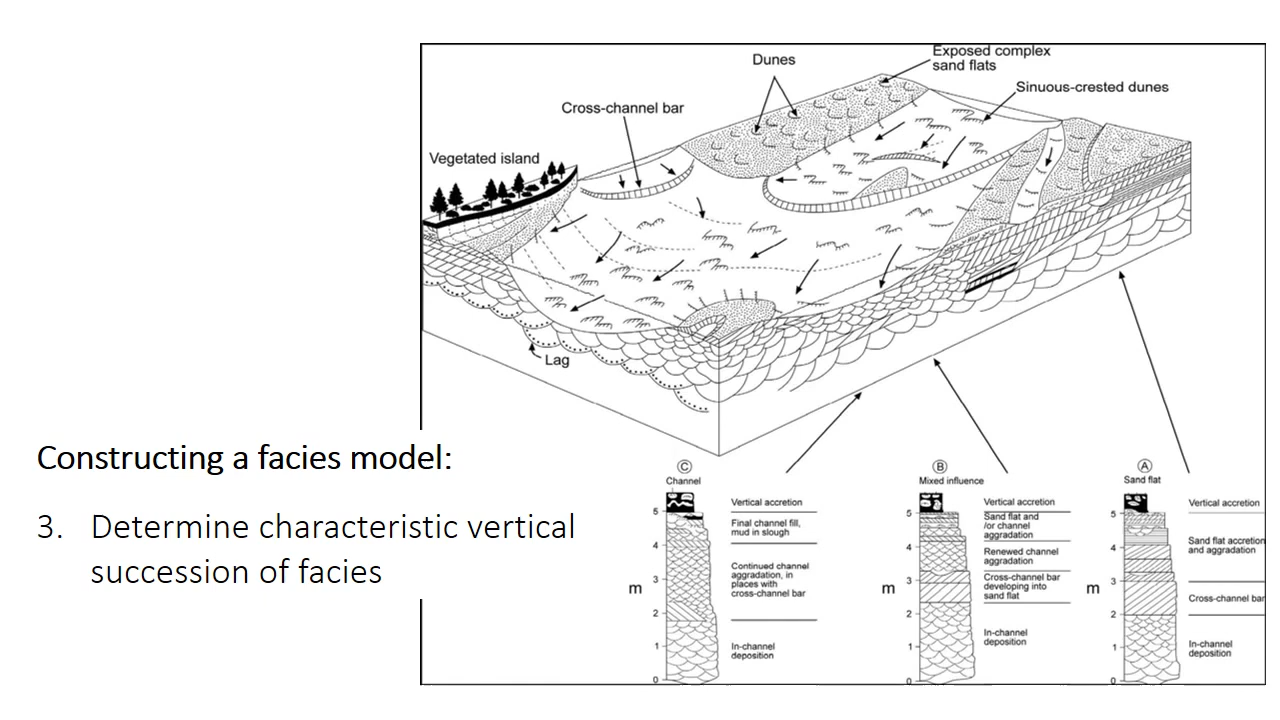 Dunes
Exposed complex
sand flats
Sinuous-crested dunes
Cross-channel bar
Vegetated island
Lag
Constructing a facies model:
3. Determine characteristic vertical
succession of facies
C
Channel
5
4
3
2
1
0
m
Vertical accretion
Final channel fill,
mud in slough
Continued channel
aggradation, in
places with
cross-channel bar
In-channel
deposition
B
Mixed influence
5
4
3
2
1
0
m
Vertical accretion
Sand flat and
/or channel
aggradation
Renewed channel
aggradation
Cross-channel bar
developing into
sand flat
In-channel
deposition
A
Sand flat
5
4
3
2
1
0
m
Vertical accretion
Sand flat accretion
and aggradation
Cross-channel bar
In-channel
deposition